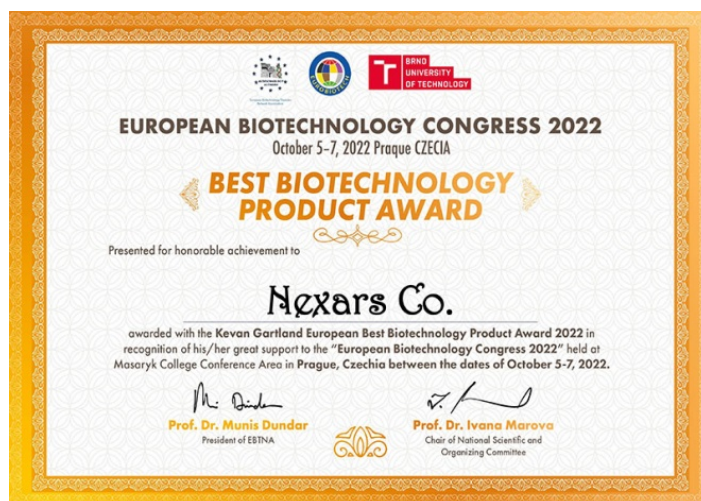 EUROBIOTECH
BRNO
UNIVERSITY
OF TECHNOLOGY
EUROPEAN BIOTECHNOLOGY CONGRESS 2022
October 5-7, 2022 Praque CZECIA
BEST BIOTECHNOLOGY
PRODUCT AWARD
Presented for honorable achievement to
Nexars Co.
awarded with the Kevan Gartland European Best Biotechnology Product Award 2022 in
recognition of his/her great support to the "European Biotechnology Congress 2022" held at
Masaryk College Conference Area in Prague, Czechia between the dates of October 5-7, 2022.
Prof. Dr. Munis Dundar
President of EBTNA
Prof. Dr. Ivana Marova
Chair of National Scientific and
Organizing Committee